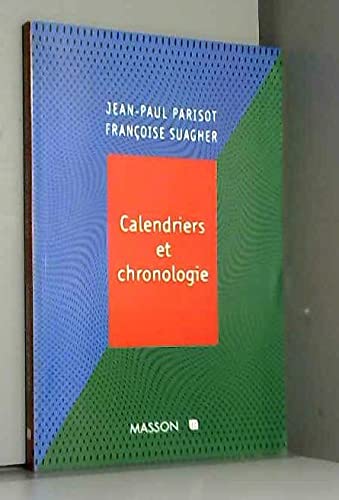 JEAN-PAUL PARISOT
FRANÇOISE SUAGHER
Calendriers
et
chronologie
MASSON